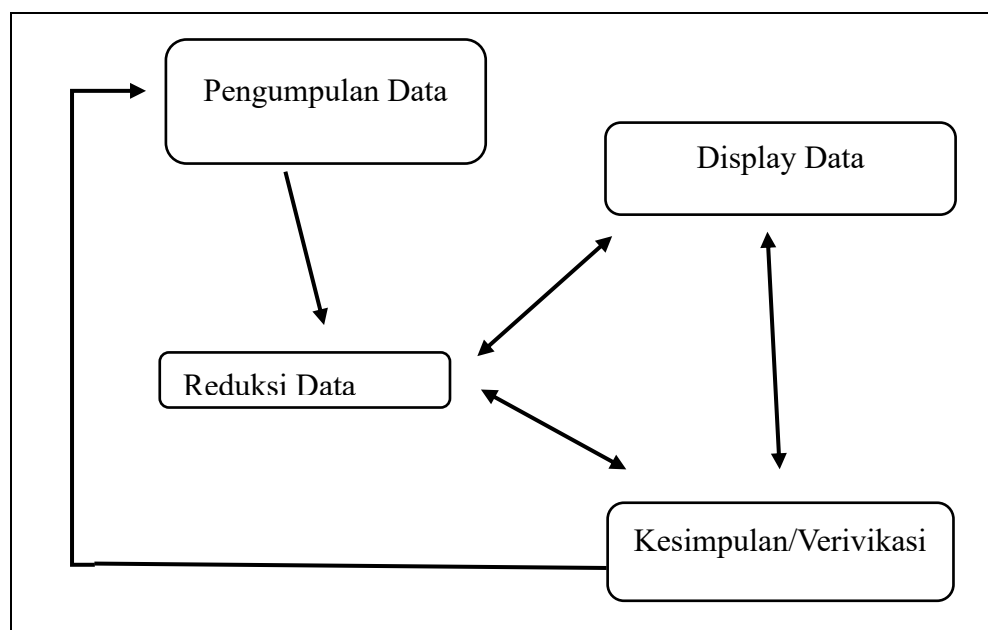 Pengumpulan Data
Display Data
Reduksi Data
Kesimpulan/Verivikasi